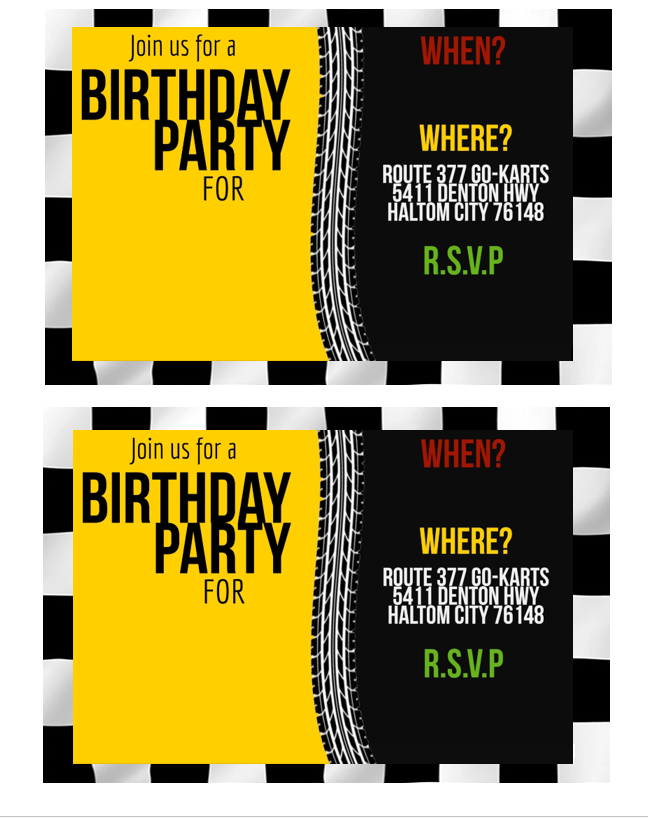 Join us for a
BIRTHDAY
PARTY
FOR
WHEN?
WHERE?
ROUTE 377 GO-KARTS
5411 DENTON HWY
HALTOM CITY 76148
R.S.V.P
Join us for a
BIRTHDAY
PARTY
FOR
WHEN?
WHERE?
ROUTE 377 GO-KARTS
5411 DENTON HWY
HALTOM CITY 76148
R.S.V.P